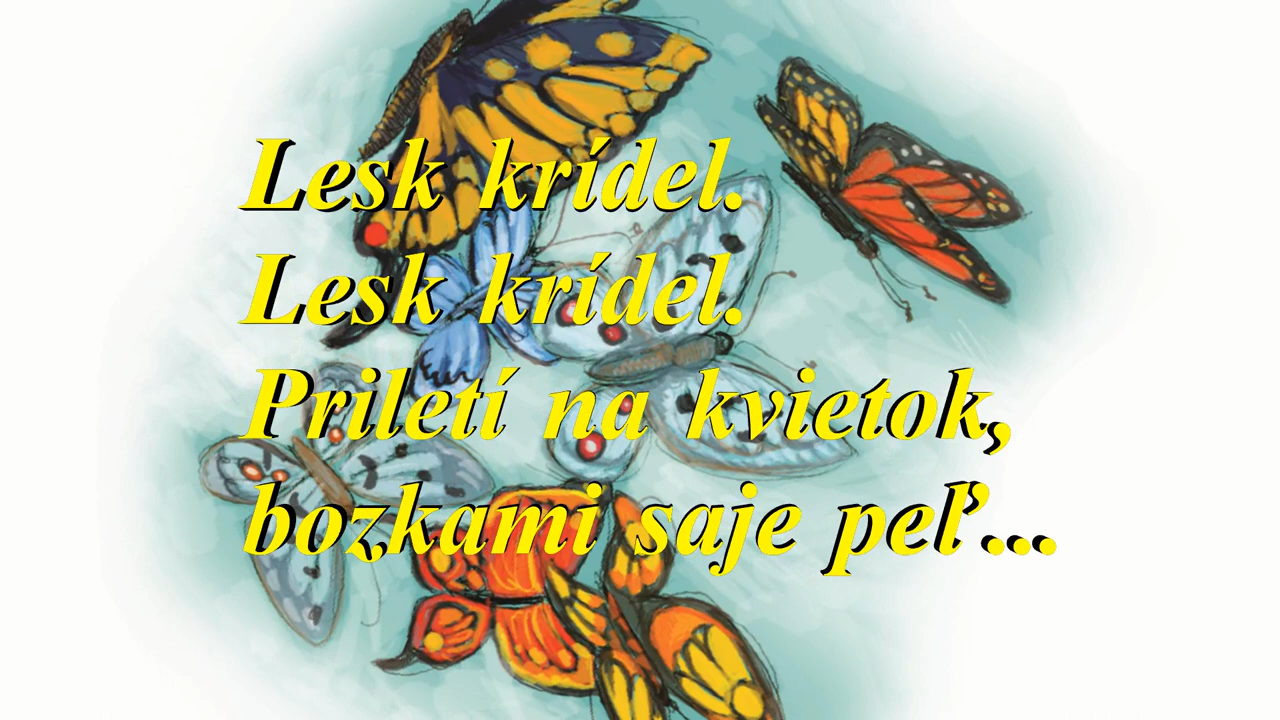 Lesk krídel.
Lesk krídel.
Priletí na kvietok,
bozkami saje peľ...